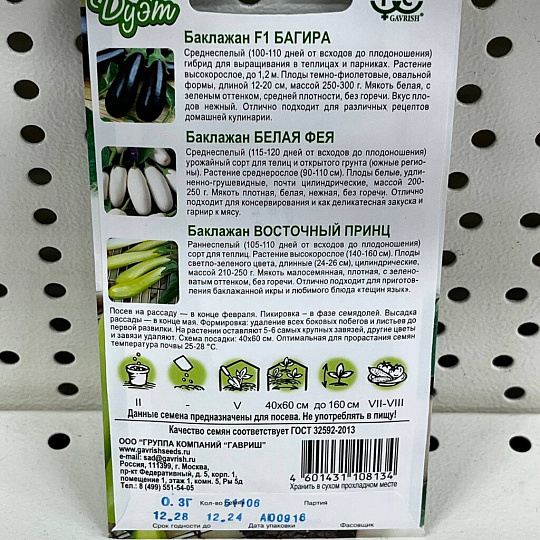 Дуэт
GAVRISH®
Баклажан F1 БАГИРА
Среднеспелый (100-110 дней от всходов до плодоношения)
гибрид для выращивания в теплицах и парниках. Растение
высокорослое, до 1,2 м. Плоды темно-фиолетовые, овальной
формы, длиной 12-20 см, массой 250-300 г. Мякоть белая, с
зеленым оттенком, средней плотности, без горечи. Вкус пло-
дов нежный. Отлично подходит для различных рецептов
домашней кулинарии.
Баклажан БЕЛАЯ ФЕЯ
Среднеспелый (115-120 дней от всходов до плодоношения)
урожайный сорт для теплиц и открытого грунта (южные регио-
ны). Растение среднерослое (90-110 см). Плоды белые, удли-
ненно-грушевидные, почти цилиндрические, массой 200-
250 г. Мякоть плотная, белая, нежная, без горечи. Отлично
подходит для консервирования и как деликатесная закуска и
гарнир к мясу.
Баклажан ВОСТОЧНЫЙ ПРИНЦ
Раннеспелый (105-110 дней от всходов до плодоношения)
сорт для теплиц. Растение высокорослое (140-160 см). Плоды
светло-зеленого цвета, длинные (24-26 см), цилиндрические,
массой 210-250 г. Мякоть малосеменная, плотная, с зелено-
ватым оттенком, без горечи. Отлично подходит для приготов-
ления баклажанной икры и любимого блюда «тещин язык».
Посев на рассаду — в конце февраля. Пикировка – в фазе семядолей. Высадка
рассады — в конце мая. Формировка: удаление всех боковых побегов и листьев до
первой развилки. На растении оставляют 5-6 самых крупных завязей, другие цветы
и завязи удаляют. Схема посадки: 40х60 см. Оптимальная для прорастания семян
температура почвы 25-28 °С.
II - V 40х60 см до 160 см VII-VIII
Данные семена предназначены для посева. Не употреблять в пищу!
Качество семян соответствует ГОСТ 32592-2013
ООО "ГРУППА КОМПАНИЙ "ГАВРИШ"
www.gavrishseeds.ru
e-mail: sad@gavrish.ru
Россия, 111399, г. Москва,
пр-кт Федеративный, д. 5, корп. 1,
помещение 1, этаж 1, комн. 5, Рм 5д
Тел.: 8 (499) 551-54-05
4 601431 108134
Хранить в сухом прохладном месте
0.3Г Кол-во Партия
12.28 12.24 АЮ0916
Срок годности до Дата упаковки Фасовщик